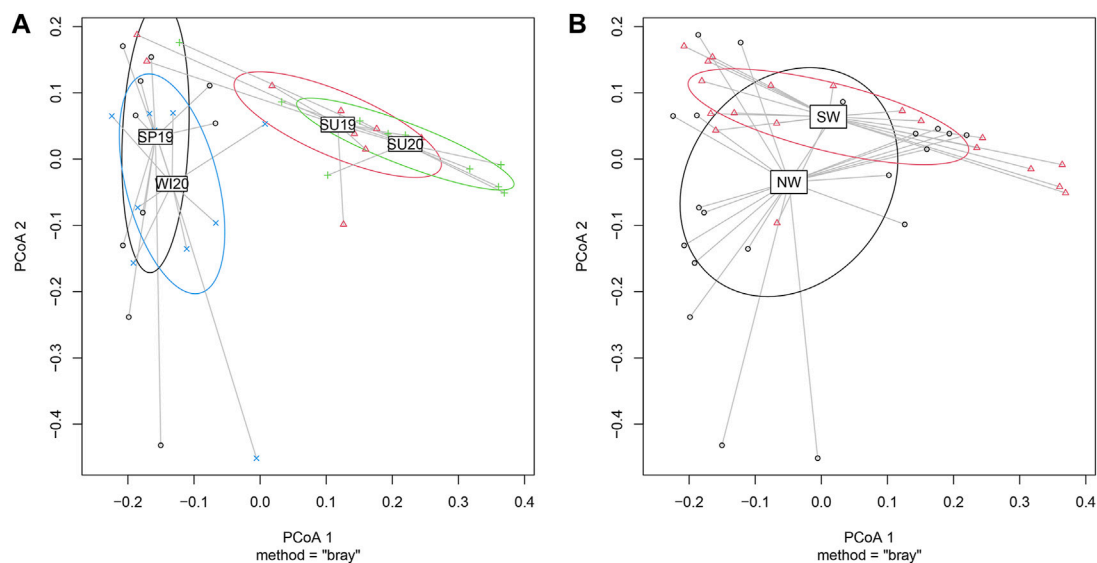 A
0.2
0.1
0.0
−0.1
−0.2
−0.3
−0.4
PCoA 2
SP19
WI20
SU19
SU20
−0.2 −0.1 0.0 0.1 0.2 0.3 0.4
PCoA 1
method = "bray"
B
0.2
0.1
0.0
−0.1
−0.2
−0.3
−0.4
PCoA 2
SW
NW
−0.2 −0.1 0.0 0.1 0.2 0.3 0.4
PCoA 1
method = "bray"